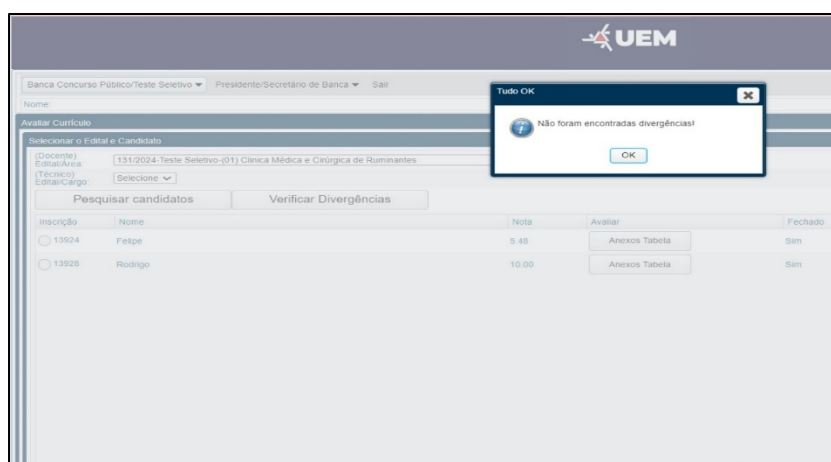 UEM
Banca Concurso Público/Teste Seletivo Presidente/Secretário de Banca Sair
Nome:
Tudo OK
Não foram encontradas divergências!
OK
Avaliar Currículo
Selecionar o Edital e Candidato
(Docente)
Edital/Área: 131/2024-Teste Seletivo-(01) Clínica Médica e Cirúrgica de Ruminantes
(Técnico)
Edital/Cargo: Selecione
Pesquisar candidatos Verificar Divergências
Inscrição Nome Nota Avaliar Fechado
13924 Felipe 5.48 Anexos Tabela Sim
13928 Rodrigo 10.00 Anexos Tabela Sim